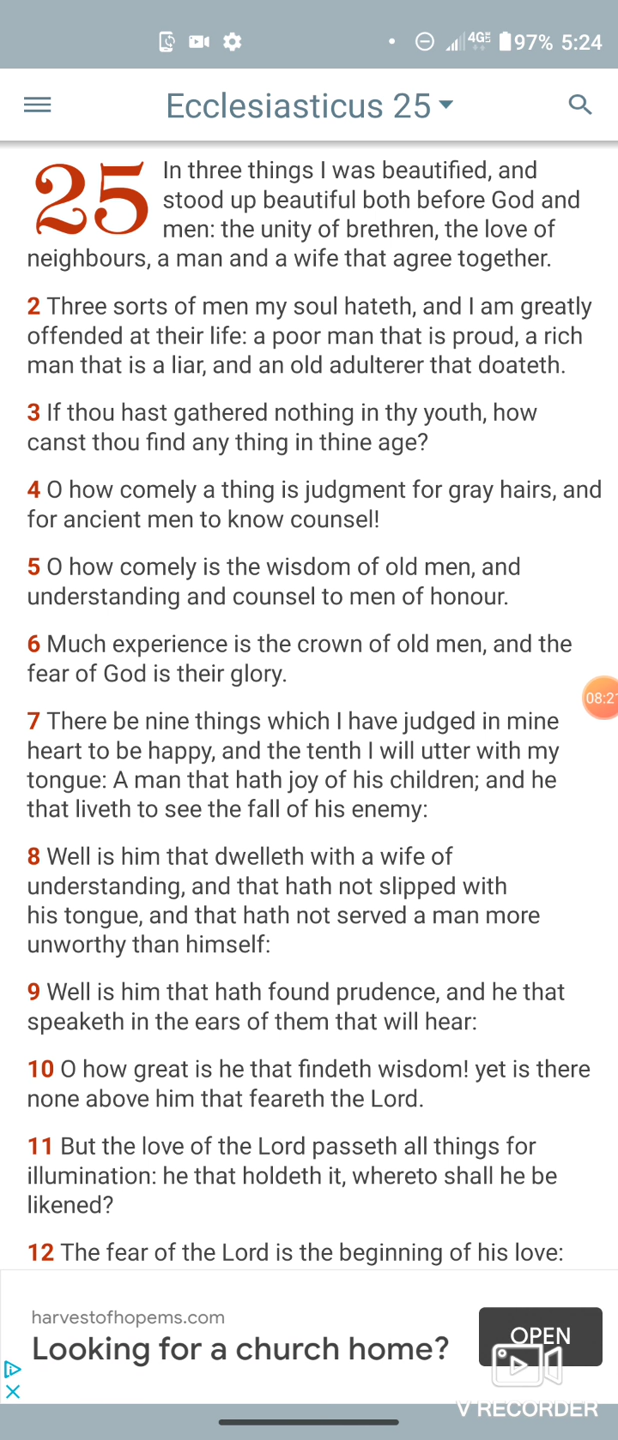 4GE 97% 5:24
Ecclesiasticus 25
25 In three things I was beautified, and
stood up beautiful both before God and
men: the unity of brethren, the love of
neighbours, a man and a wife that agree together.
2 Three sorts of men my soul hateth, and I am greatly
offended at their life: a poor man that is proud, a rich
man that is a liar, and an old adulterer that doateth.
3 If thou hast gathered nothing in thy youth, how
canst thou find any thing in thine age?
4 O how comely a thing is judgment for gray hairs, and
for ancient men to know counsel!
5 O how comely is the wisdom of old men, and
understanding and counsel to men of honour.
6 Much experience is the crown of old men, and the
fear of God is their glory.
08:21
7 There be nine things which I have judged in mine
heart to be happy, and the tenth I will utter with my
tongue: A man that hath joy of his children; and he
that liveth to see the fall of his enemy:
8 Well is him that dwelleth with a wife of
understanding, and that hath not slipped with
his tongue, and that hath not served a man more
unworthy than himself:
9 Well is him that hath found prudence, and he that
speaketh in the ears of them that will hear:
10 O how great is he that findeth wisdom! yet is there
none above him that feareth the Lord.
11 But the love of the Lord passeth all things for
illumination: he that holdeth it, whereto shall he be
likened?
12 The fear of the Lord is the beginning of his love:
harvestofhopems.com
Looking for a church home?
OPEN
V RECORDER